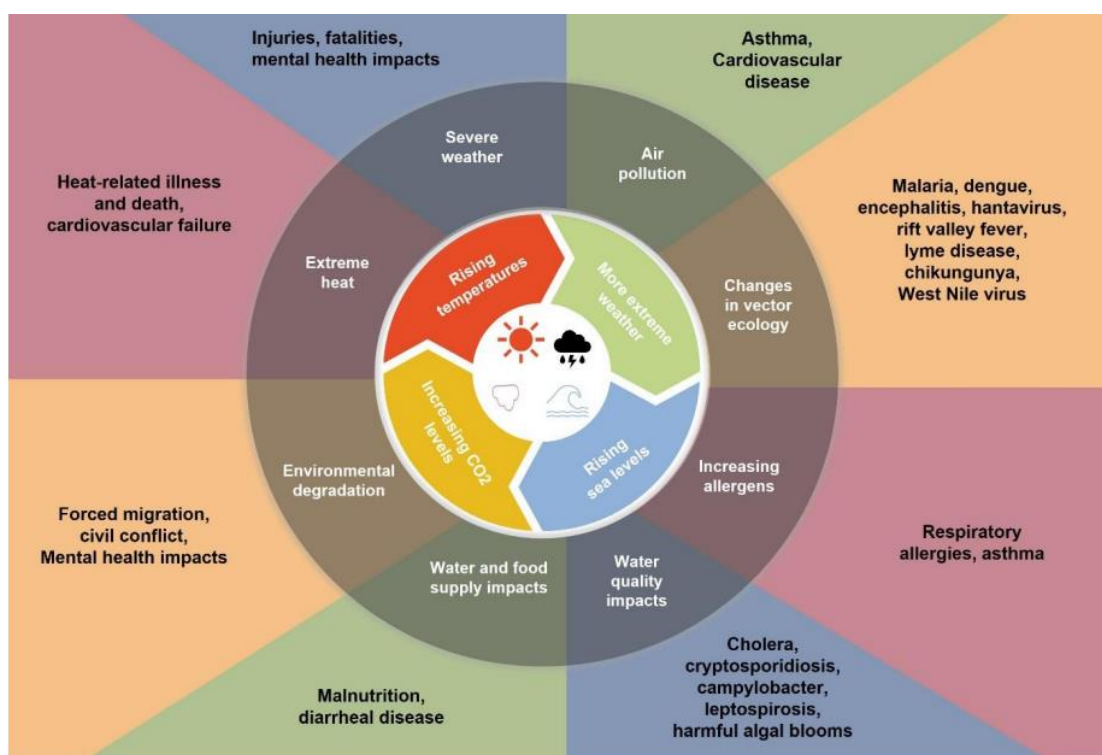 Injuries, fatalities,
mental health impacts
Asthma,
Cardiovascular
disease
Severe
weather
Air
pollution
Heat-related illness
and death,
cardiovascular failure
Malaria, dengue,
encephalitis, hantavirus,
rift valley fever,
lyme disease,
chikungunya,
West Nile virus
Extreme
heat
Rising
temperatures
More extreme
weather
Changes
in vector
ecology
Increasing CO2
levels
Rising
sea levels
Environmental
degradation
Increasing
allergens
Forced migration,
civil conflict,
Mental health impacts
Respiratory
allergies, asthma
Water and food
supply impacts
Water
quality
impacts
Malnutrition,
diarrheal disease
Cholera,
cryptosporidiosis,
campylobacter,
leptospirosis,
harmful algal blooms